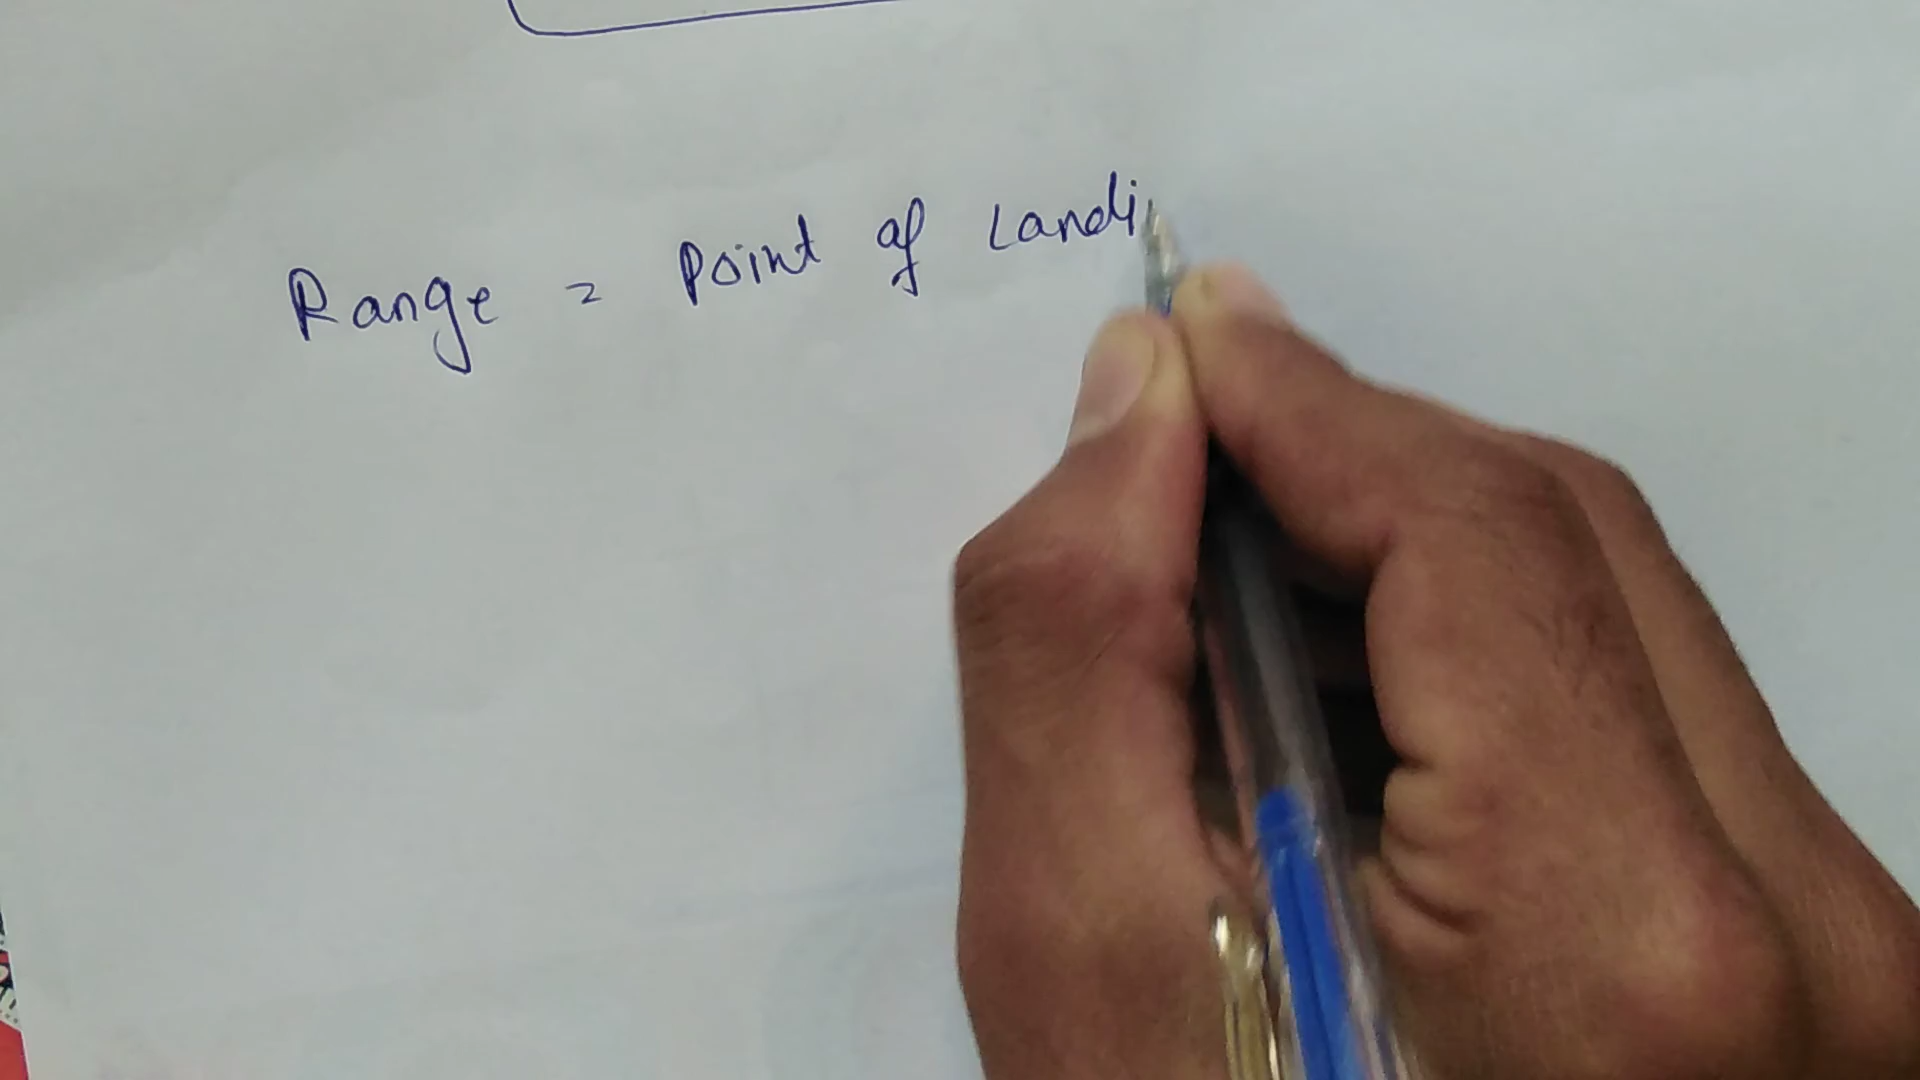 Range = Point of Landi